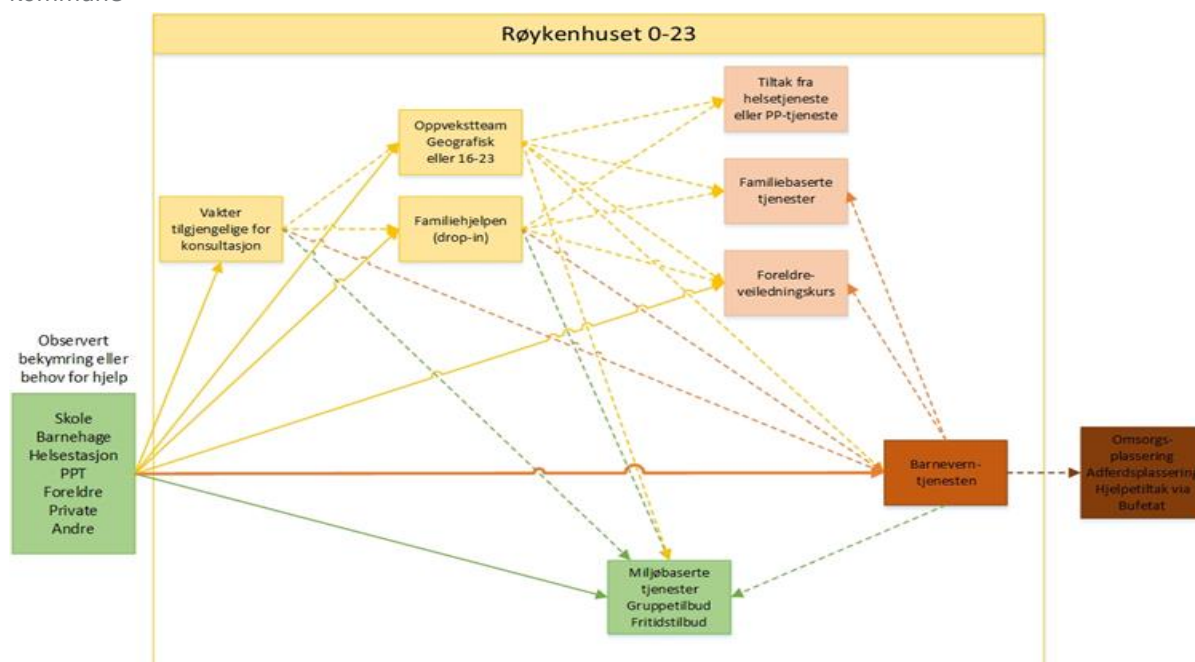 kommune
Røykenhuset 0-23
Tiltak fra
helsetjeneste
eller PP-tjeneste
Oppvekstteam
Geografisk
eller 16-23
Familiebaserte
tjenester
Vakter
tilgjengelige for
konsultasjon
Familiehjelpen
(drop-in)
Foreldre-
veiledningskurs
Observert
bekymring eller
behov for hjelp
Skole
Barnehage
Helsestasjon
PPT
Foreldre
Private
Andre
Barnevern-
tjenesten
Omsorgs-
plassering
Adferdsplassering
Hjelpetiltak via
Bufetat
Miljøbaserte
tjenester
Gruppetilbud
Fritidstilbud